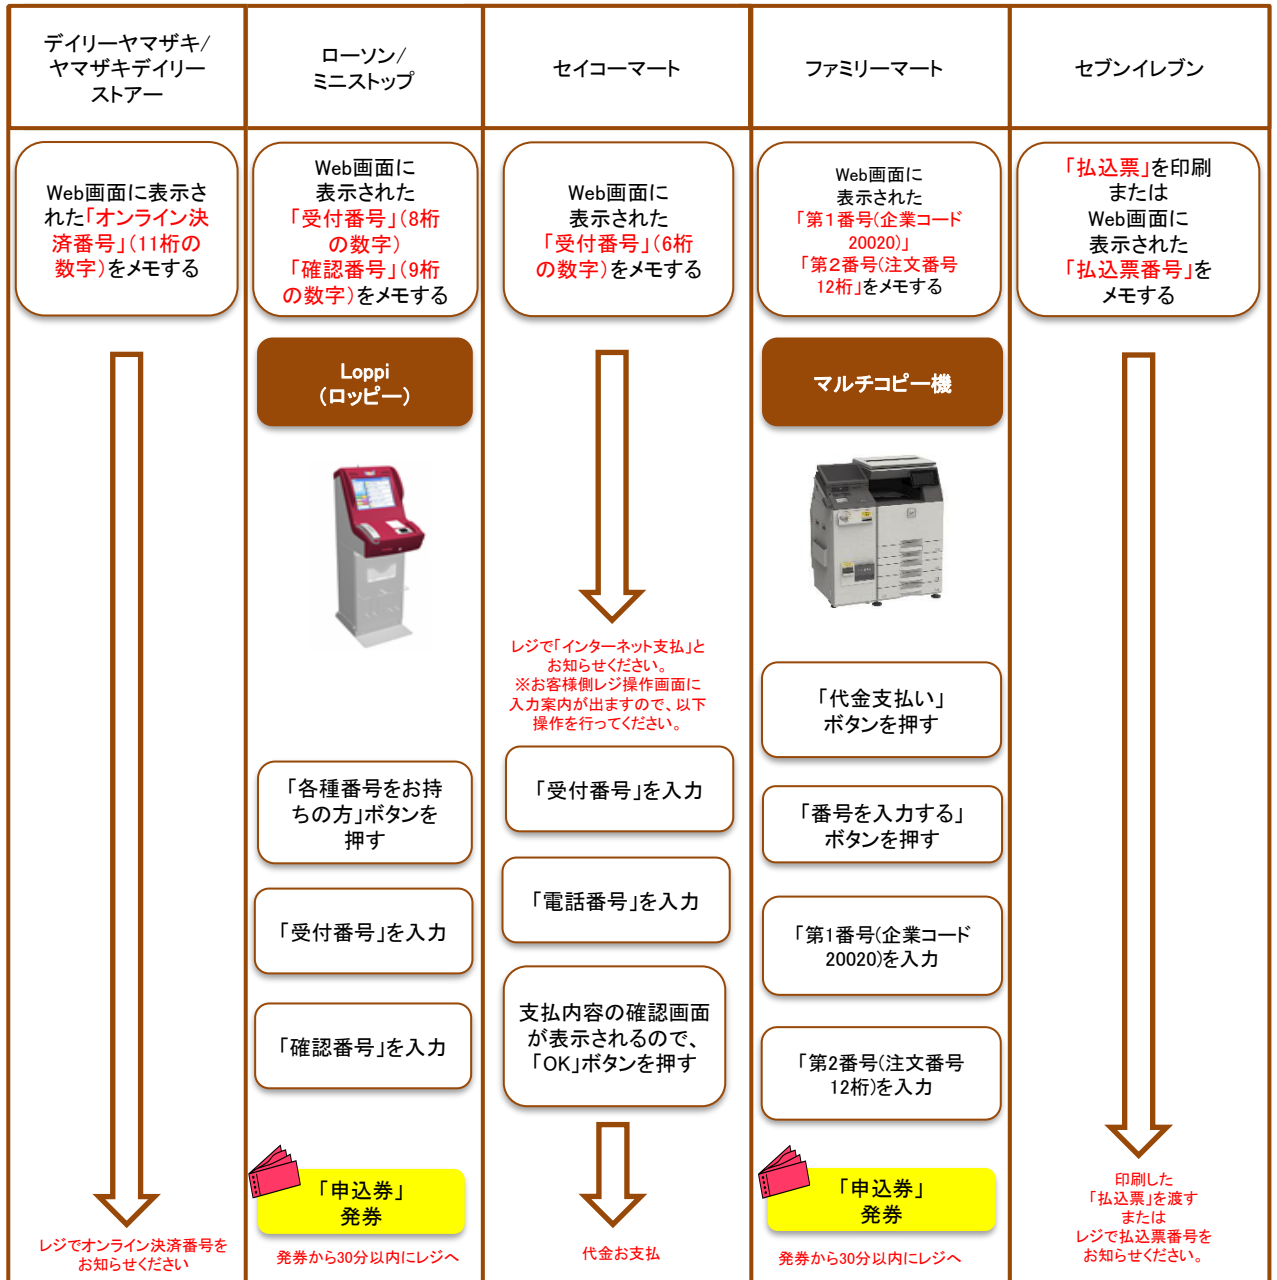 デイリーヤマザキ/
ヤマザキデイリー
ストアー
ローソン/
ミニストップ
セイコーマート
ファミリーマート
セブンイレブン
Web画面に表示さ
れた「オンライン決
済番号」(11桁の
数字)をメモする
レジでオンライン決済番号を
お知らせください
Web画面に
表示された
「受付番号」(8桁
の数字)
「確認番号」(9桁
の数字)をメモする
Loppi
(ロッピー)
「各種番号をお持
ちの方」ボタンを
押す
「受付番号」を入力
「確認番号」を入力
「申込券」
発券
発券から30分以内にレジへ
Web画面に
表示された
「受付番号」(6桁
の数字)をメモする
レジで「インターネット支払」と
お知らせください。
※お客様側レジ操作画面に
入力案内が出ますので、以下
操作を行ってください。
「受付番号」を入力
「電話番号」を入力
支払内容の確認画面
が表示されるので、
「OK」ボタンを押す
代金お支払
Web画面に
表示された
「第1番号(企業コード
20020)」
「第2番号(注文番号
12桁」をメモする
マルチコピー機
「代金支払い」
ボタンを押す
「番号を入力する」
ボタンを押す
「第1番号(企業コード
20020)を入力
「第2番号(注文番号
12桁)を入力
「申込券」
発券
発券から30分以内にレジへ
「払込票」を印刷
または
Web画面に
表示された
「払込票番号」を
メモする
印刷した
「払込票」を渡す
または
レジで払込票番号を
お知らせください。